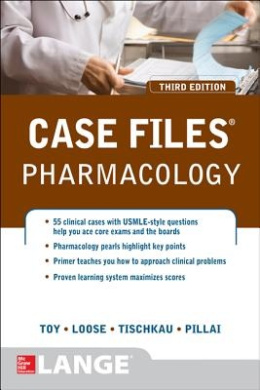 THIRD EDITION
CASE FILES®
PHARMACOLOGY
• 55 clinical cases with USMLE-style questions
help you ace core exams and the boards
• Pharmacology pearls highlight key points
• Primer teaches you how to approach clinical problems
• Proven learning system maximizes scores
TOY • LOOSE • TISCHKAU • PILLAI
Mc
Graw
Hill
Education
LANGE®